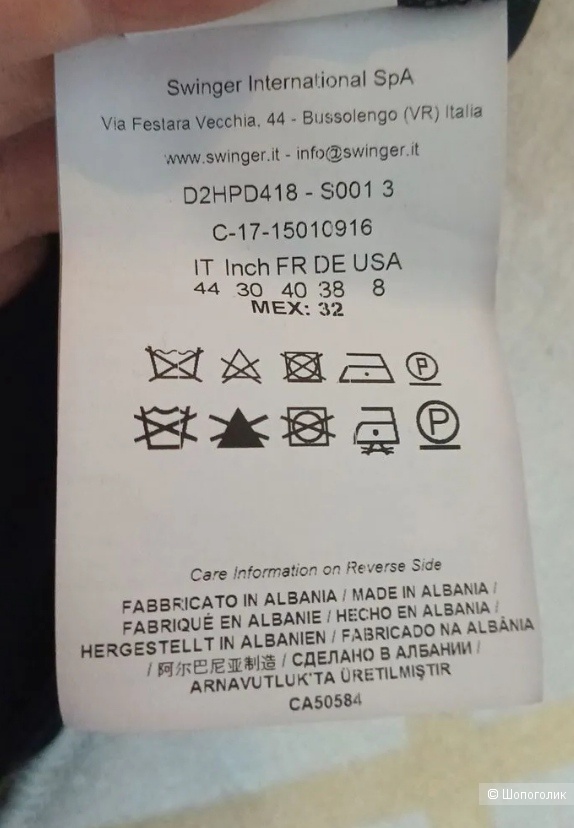 Swinger International SpA
Via Festara Vecchia, 44 - Bussolengo (VR) Italia
www.swinger.it - info@swinger.it
D2HPD418 - S001 3
C-17-15010916
IT Inch FR DE USA
44 30 40 38 8
MEX: 32
P
P
Care Information on Reverse Side
FABBRICATO IN ALBANIA / MADE IN ALBANIA /
FABRIQUÉ EN ALBANIE / HECHO EN ALBANIA /
HERGESTELLT IN ALBANIEN / FABRICADO NA ALBÂNIA
/ 阿尔巴尼亚制造 / СДЕЛАНО В АЛБАНИИ /
ARNAVUTLUK'TA ÜRETILMIŞTIR
CA50584
© Шопоголик